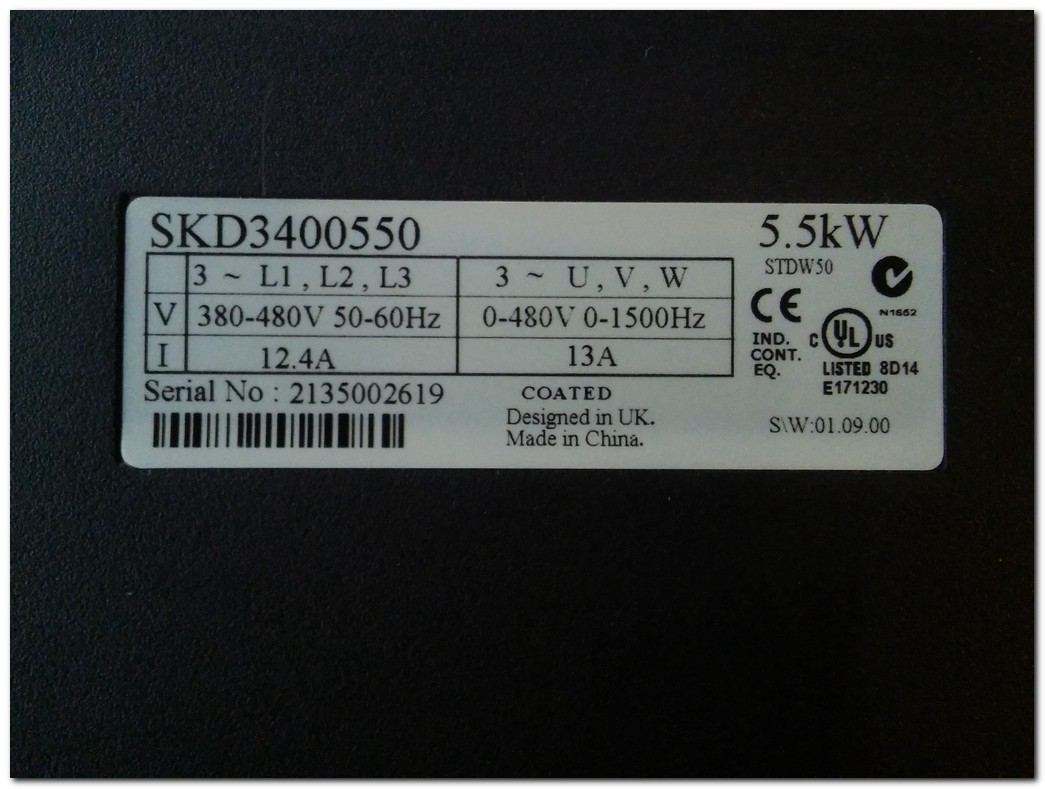 SKD3400550
5.5kW
STDW50
3 ~ L1 , L2 , L3
3 ~ U , V , W
V 380-480V 50-60Hz
0-480V 0-1500Hz
I 12.4A
13A
CE
N1652
IND.
CONT.
EQ.
C UL US
LISTED 8D14
E171230
Serial No : 2135002619
COATED
Designed in UK.
Made in China.
S\W:01.09.00